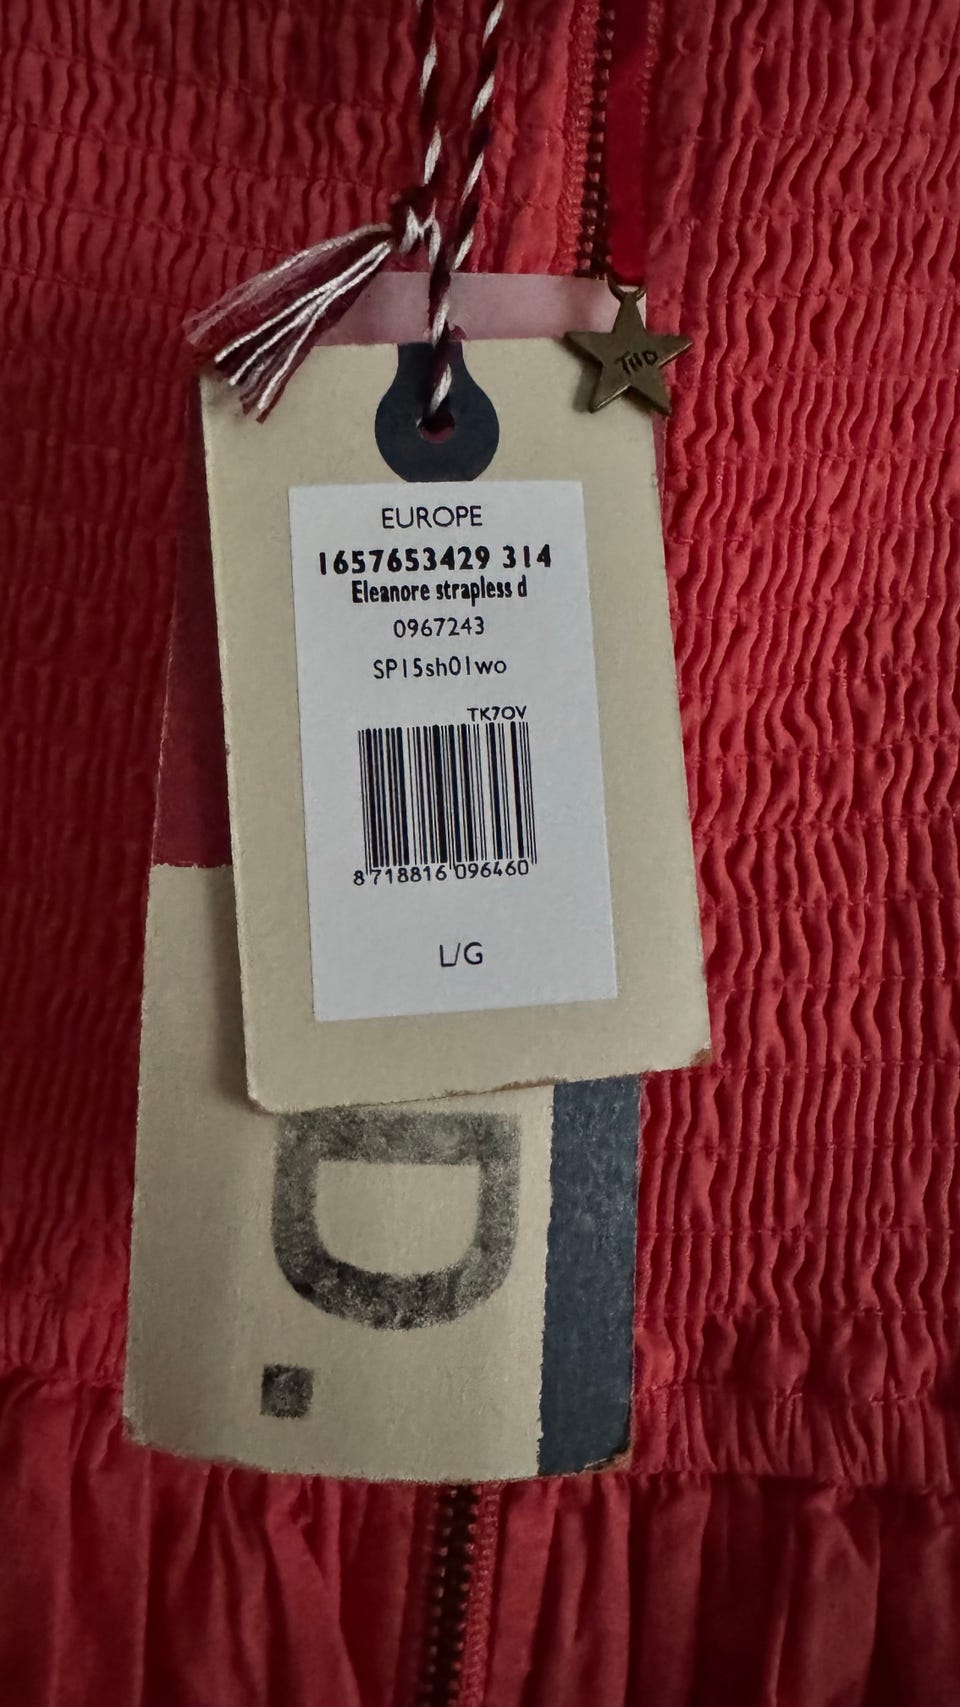 THD
EUROPE
1657653429 314
Eleanore strapless d
0967243
SP15sh01wo
TK7OV
8 718816 096460
L/G
D.